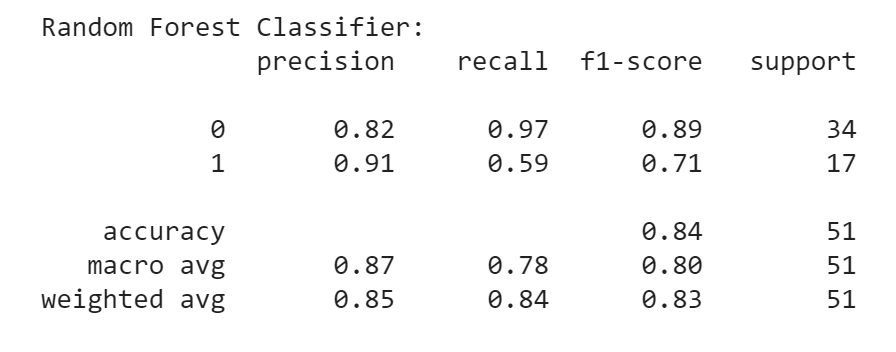 Random Forest Classifier:
precision recall f1-score support
0 0.82 0.97 0.89 34
1 0.91 0.59 0.71 17
accuracy 0.84 51
macro avg 0.87 0.78 0.80 51
weighted avg 0.85 0.84 0.83 51